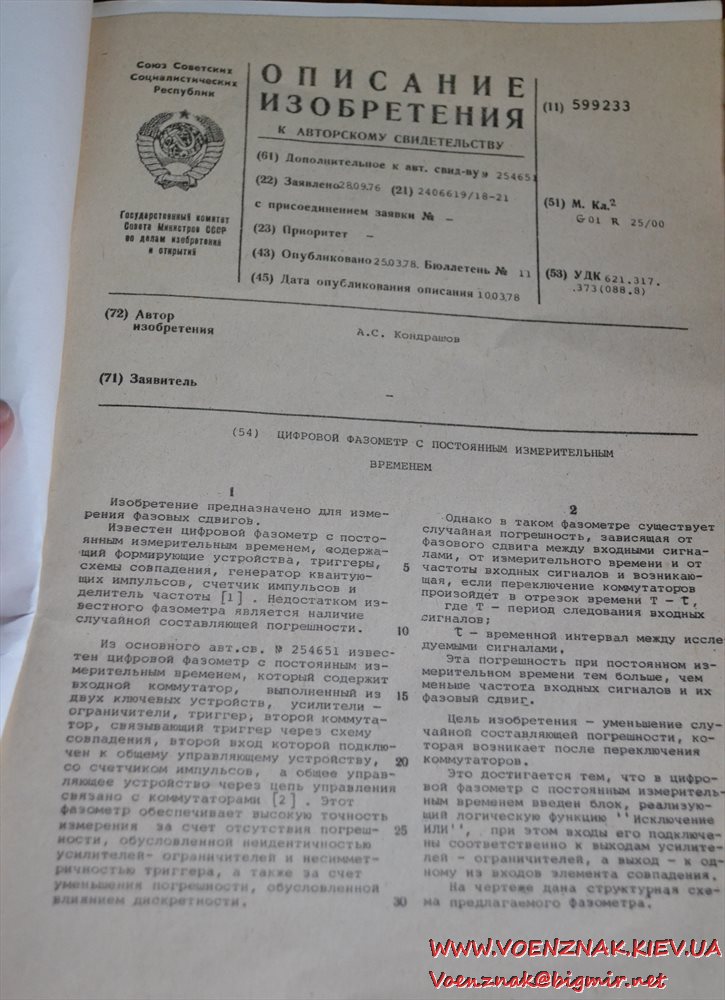 Союз Советских
Социалистических
Республик
Государственный комитет
Совета Министров СССР
по делам изобретений
и открытий
ОПИСАНИЕ
ИЗОБРЕТЕНИЯ
К АВТОРСКОМУ СВИДЕТЕЛЬСТВУ
(61) Дополнительное к авт. свид-ву № 254651
(22) Заявлено 28.09.76 (21) 2406619/18-21
с присоединением заявки № –
(23) Приоритет –
(43) Опубликовано 25.03.78. Бюллетень № 11
(45) Дата опубликования описания 10.03.78
(11) 599233
(51) М. Кл.²
G 01 R 25/00
(53) УДК 621.317.
.373(088.8)
(72) Автор
изобретения
А.С. Кондрашов
(71) Заявитель
–
(54) ЦИФРОВОЙ ФАЗОМЕТР С ПОСТОЯННЫМ ИЗМЕРИТЕЛЬНЫМ
ВРЕМЕНЕМ
1
Изобретение предназначено для изме-
рения фазовых сдвигов.
Известен цифровой фазометр с посто-
янным измерительным временем, содержа-
щий формирующие устройства, триггеры,
схемы совпадения, генератор квантую-
щих импульсов, счетчик импульсов и
делитель частоты [1] . Недостатком из-
вестного фазометра является наличие
случайной составляющей погрешности.
Из основного авт.св. № 254651 извес-
тен цифровой фазометр с постоянным из-
мерительным временем, который содержит
входной коммутатор, выполненный из
двух ключевых устройств, усилители –
ограничители, триггер, второй коммута-
тор, связывающий триггер через схему
совпадения, второй вход которой подклю-
чен к общему управляющему устройству,
со счетчиком импульсов, а общее управ-
ляющее устройство через цепь управления
связано с коммутаторами [2] . Этот
фазометр обеспечивает высокую точность
измерения за счет отсутствия погреш-
ности, обусловленной неидентичностью
усилителей- ограничителей и несиммет-
ричностью триггера, а также за счет
уменьшения погрешности, обусловленной
влиянием дискретности.
5
10
15
20
25
30
2
Однако в таком фазометре существует
случайная погрешность, зависящая от
фазового сдвига между входными сигна-
лами, от измерительного времени и от
частоты входных сигналов и возникаю-
щая, если переключение коммутаторов
произойдет в отрезок времени T – τ,
где T – период следования входных
сигналов;
τ – временной интервал между иссле
дуемыми сигналами.
Эта погрешность при постоянном из-
мерительном времени тем больше, чем
меньше частота входных сигналов и их
фазовый сдвиг.
Цель изобретения – уменьшение слу-
чайной составляющей погрешности, ко-
торая возникает после переключения
коммутаторов.
Это достигается тем, что в цифро-
вой фазометр с постоянным измеритель-
ным временем введен блок, реализую-
щий логическую функцию ''Исключение
ИЛИ'', при этом входы его подключе-
ны соответственно к выходам усилите-
лей – ограничителей, а выход – к од-
ному из входов элемента совпадения.
На чертеже дана структурная схе-
ма предлагаемого фазометра.
WWW.VOENZNAK.KIEV.UA
Voenznak@bigmir.net